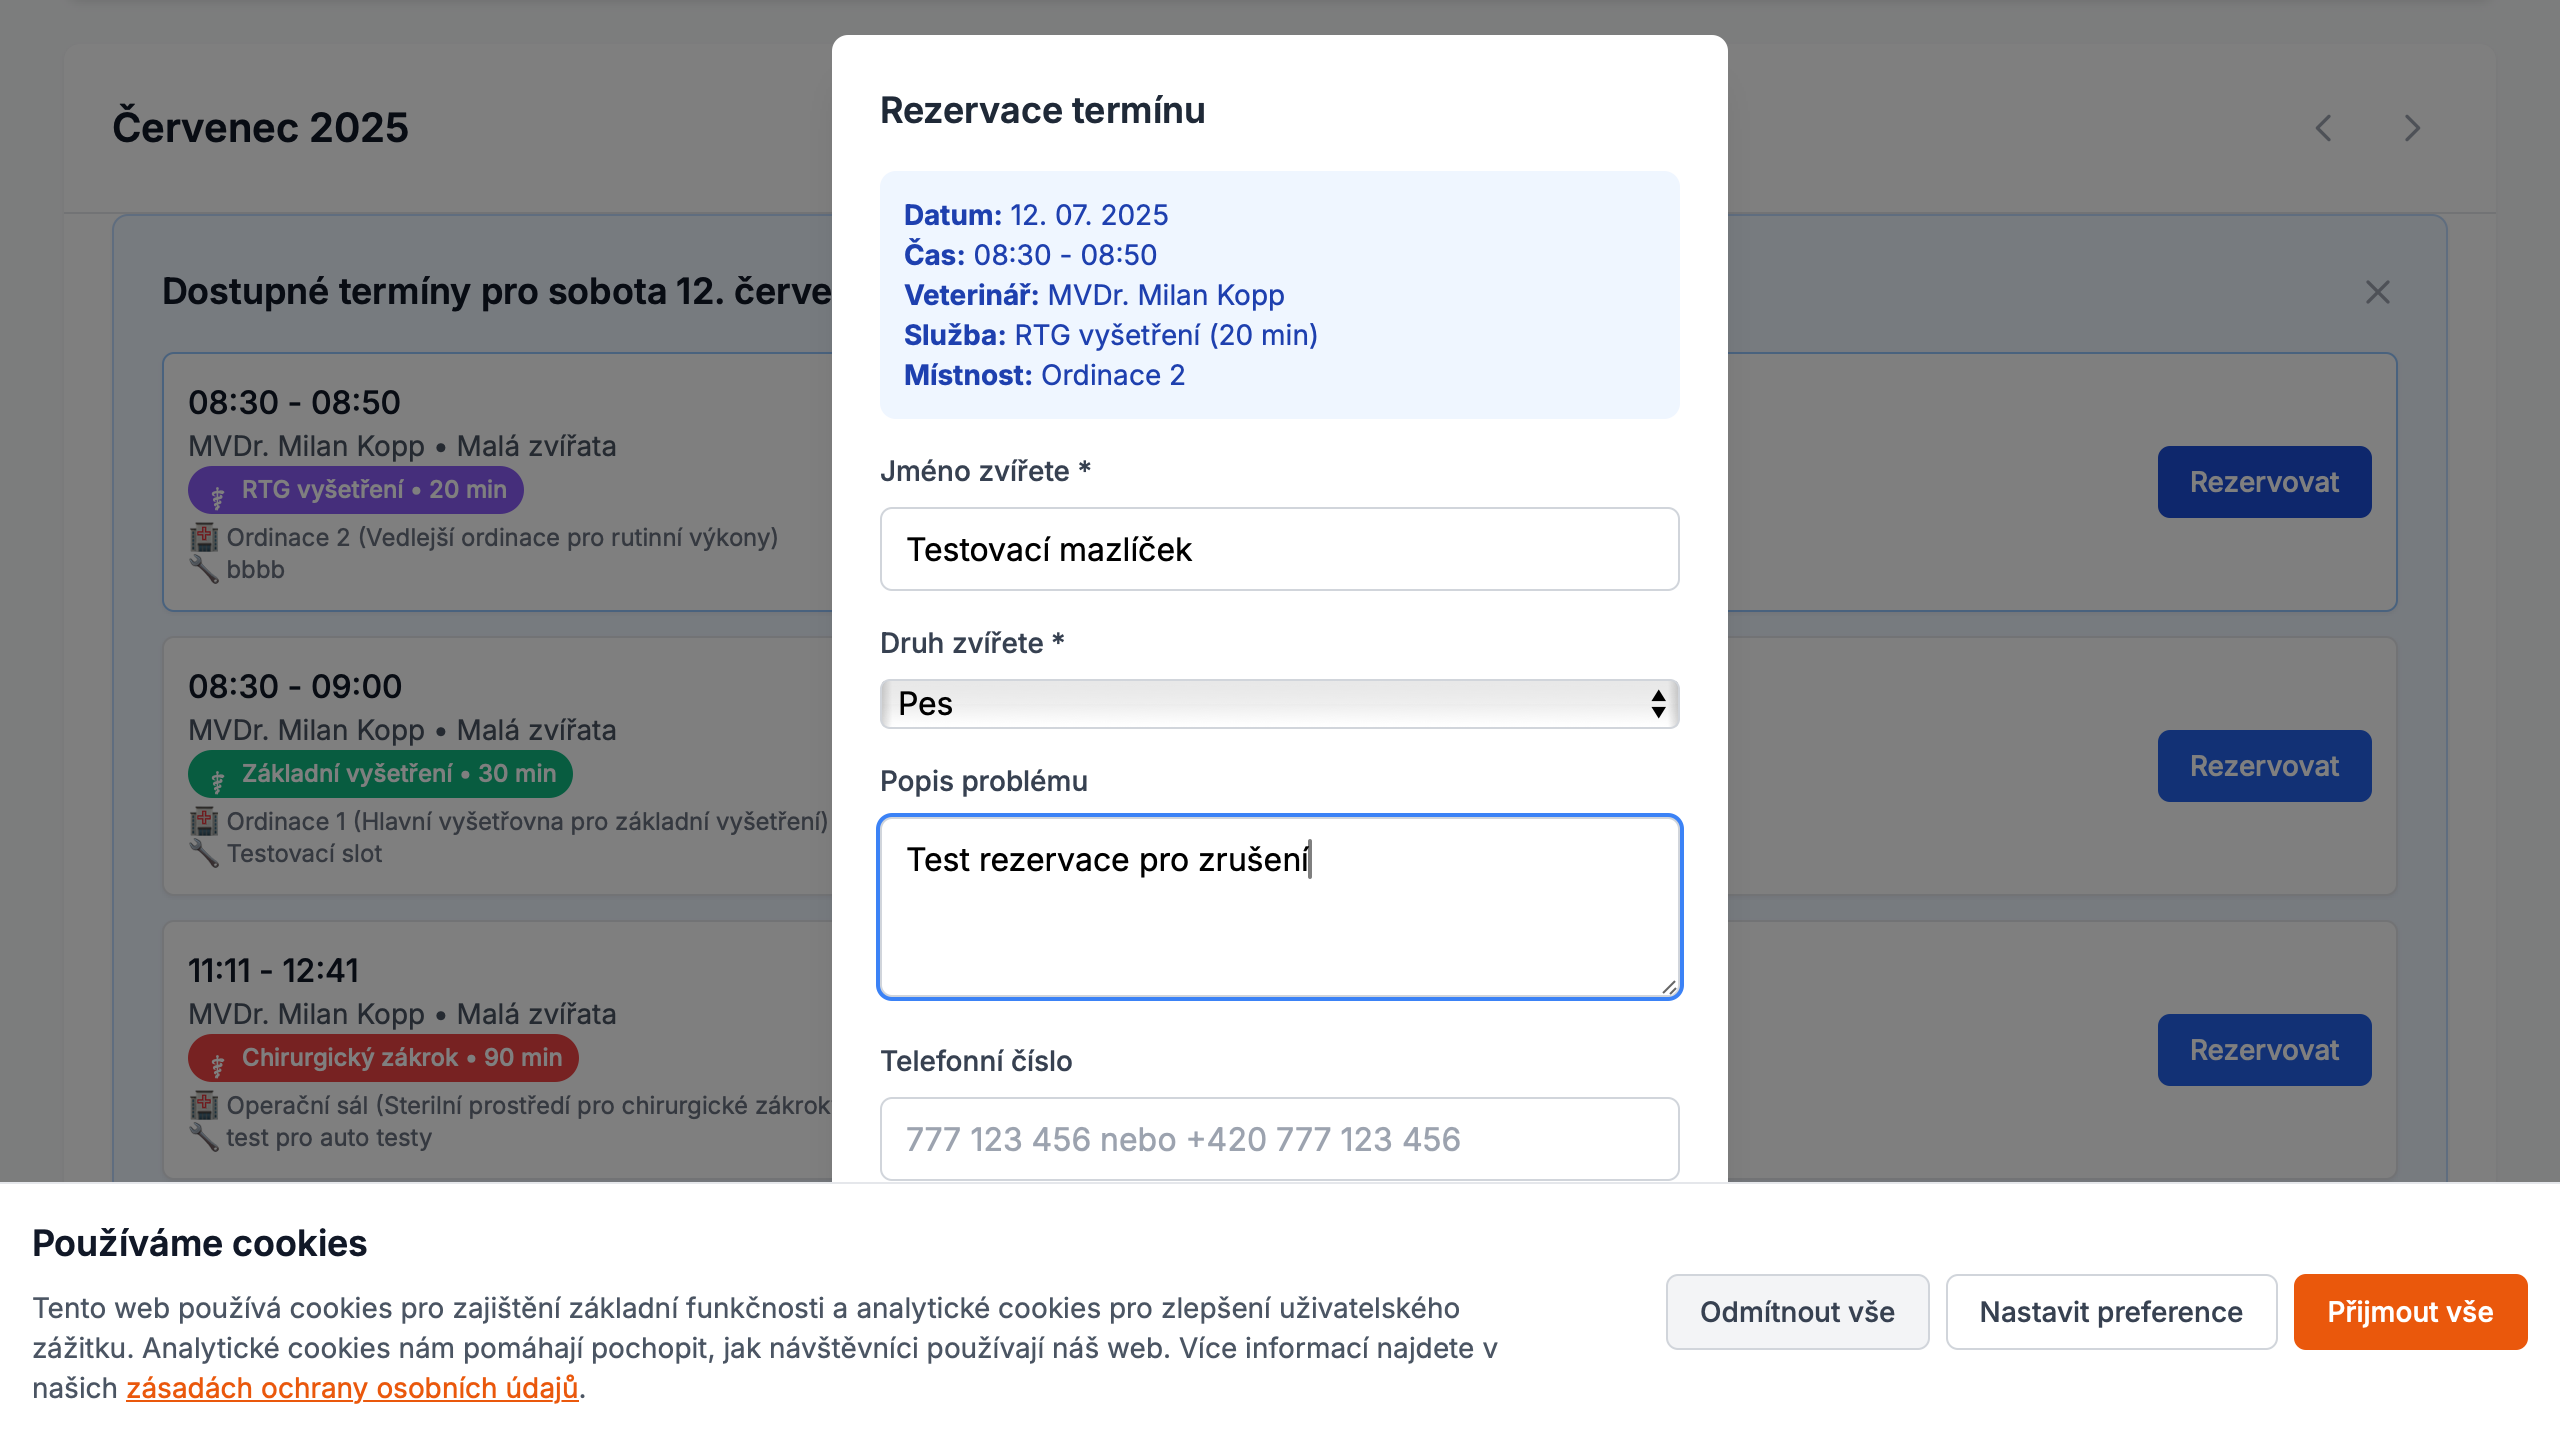 Červenec 2025
Dostupné termíny pro sobota 12. červe
08:30 - 08:50
MVDr. Milan Kopp • Malá zvířata
RTG vyšetření • 20 min
Ordinace 2 (Vedlejší ordinace pro rutinní výkony)
bbbb
Rezervovat
08:30 - 09:00
MVDr. Milan Kopp • Malá zvířata
Základní vyšetření • 30 min
Ordinace 1 (Hlavní vyšetřovna pro základní vyšetření)
Testovací slot
Rezervovat
11:11 - 12:41
MVDr. Milan Kopp • Malá zvířata
Chirurgický zákrok • 90 min
Operační sál (Sterilní prostředí pro chirurgické zákrok
test pro auto testy
Rezervovat
Rezervace termínu
Datum: 12. 07. 2025
Čas: 08:30 - 08:50
Veterinář: MVDr. Milan Kopp
Služba: RTG vyšetření (20 min)
Místnost: Ordinace 2
Jméno zvířete *
Testovací mazlíček
Druh zvířete *
Pes
Popis problému
Test rezervace pro zrušení
Telefonní číslo
777 123 456 nebo +420 777 123 456
Používáme cookies
Tento web používá cookies pro zajištění základní funkčnosti a analytické cookies pro zlepšení uživatelského
zážitku. Analytické cookies nám pomáhají pochopit, jak návštěvníci používají náš web. Více informací najdete v
našich zásadách ochrany osobních údajů.
Odmítnout vše
Nastavit preference
Přijmout vše